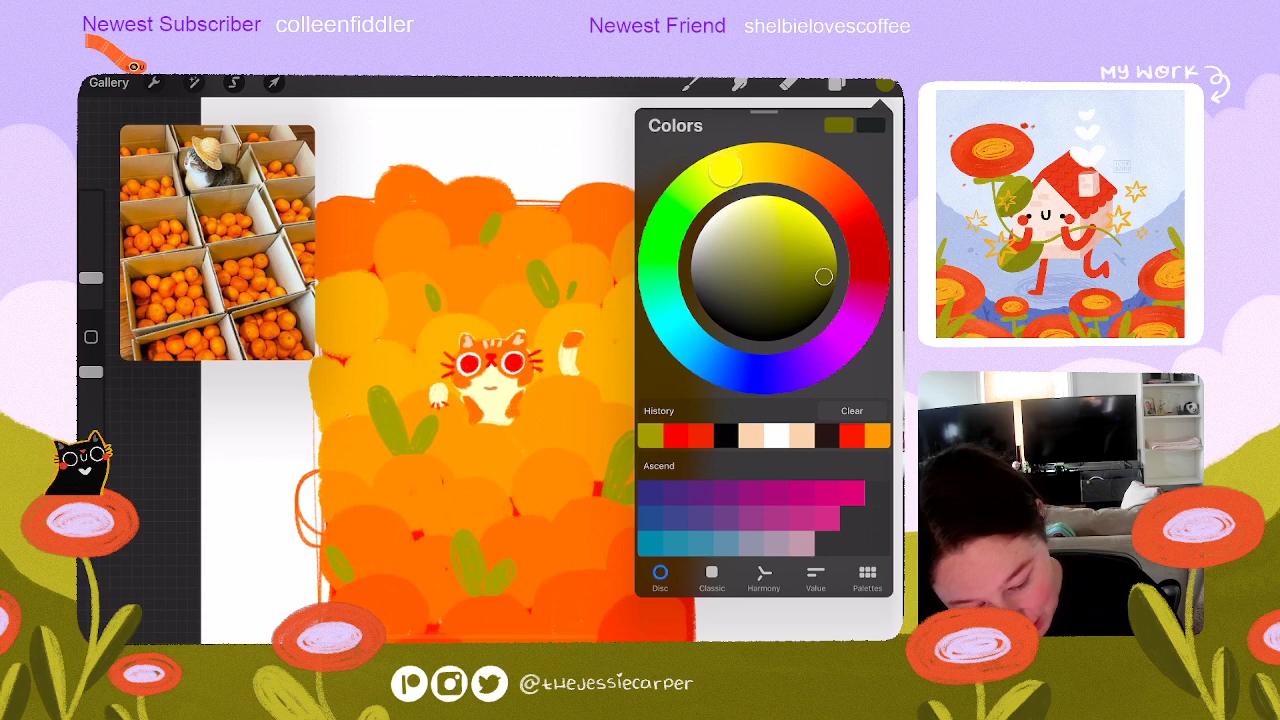 Newest Subscriber colleenfiddler
Newest Friend shelbielovescoffee
MY WORK
Gallery
Colors
History
Clear
Ascend
Disc
Classic
Harmony
Value
Palettes
@THEJESSIECARPER